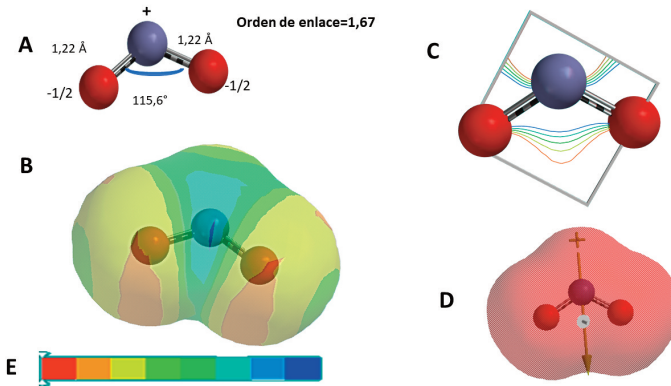 +
Orden de enlace=1,67
A
1,22 Å
1,22 Å
-1/2
-1/2
115,6°
C
B
D
E